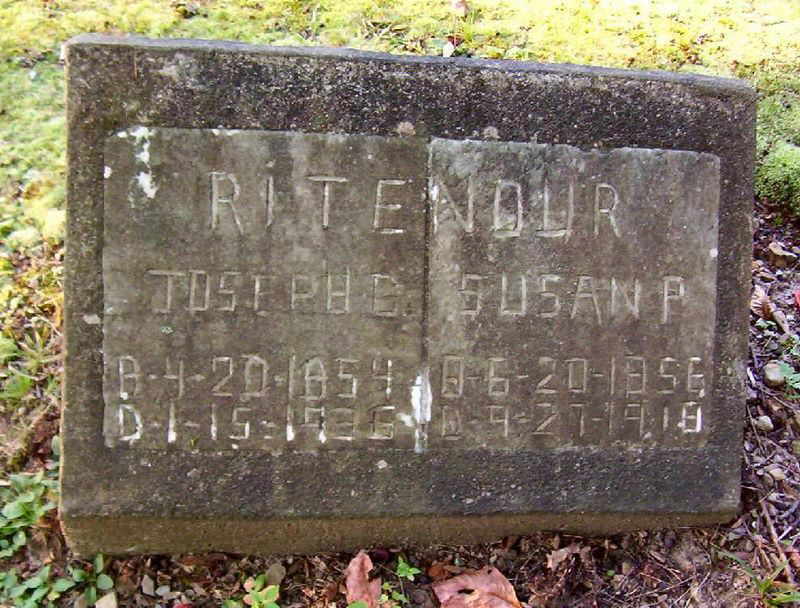 RITENOUR
JOSEPH C. SUSAN P
B-4-20-1854 B-6-20-1856
D-1-15-1936 D-9-27-1918